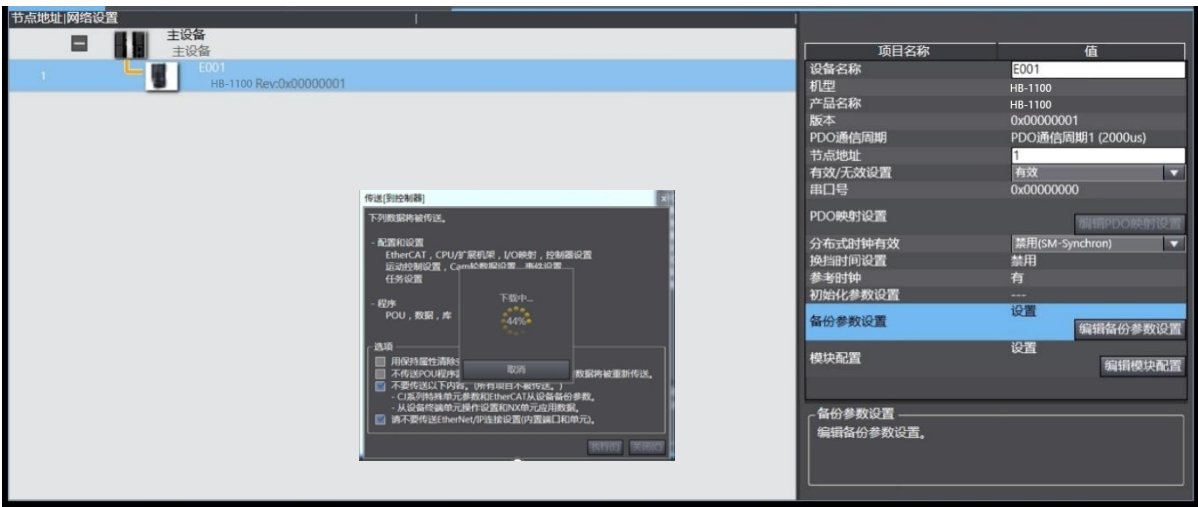 节点地址|网络设置
主设备
主设备
1
E001
HB-1100 Rev:0x00000001
项目名称 值
设备名称 E001
机型 HB-1100
产品名称 HB-1100
版本 0x00000001
PDO通信周期 PDO通信周期1 (2000us)
节点地址 1
有效/无效设置 有效
串口号 0x00000000
PDO映射设置 编辑PDO映射设置
分布式时钟有效 禁用(SM-Synchron)
换挡时间设置 禁用
参考时钟 有
初始化参数设置 ---
备份参数设置 设置
编辑备份参数设置
模块配置 设置
编辑模块配置
备份参数设置
编辑备份参数设置。
传送[到控制器]
下列数据将被传送。
- 配置和设置
EtherCAT，CPU/扩展机架，I/O映射，控制器设置
运动控制设置，Cam轮数据设置，事件设置
任务设置
- 程序
POU，数据，库
下载中...
44%
取消
选项
用保持属性清除
不传送POU程序 数据将被重新传送。
不要传送以下内容。(所有项目不被传送。)
- CJ系列特殊单元参数和EtherCAT从设备备份参数。
- 从设备终端单元操作设置和NX单元应用数据。
请不要传送EtherNet/IP连接设置(内置端口和单元)。